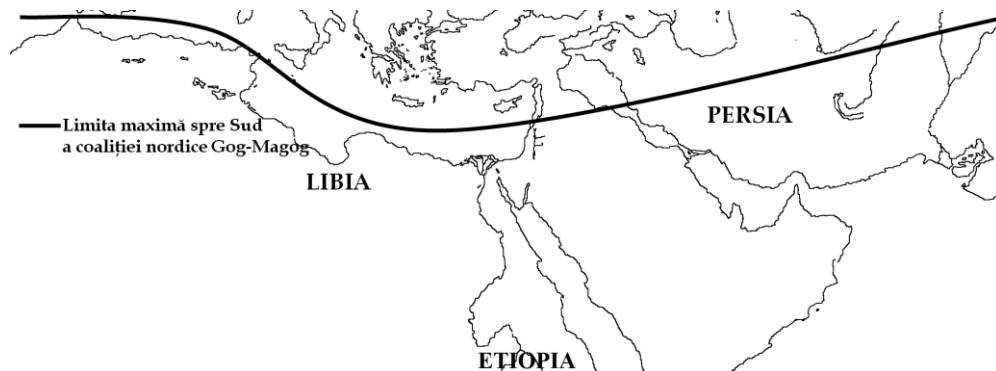 PERSIA
Limita maximă spre Sud
a coaliției nordice Gog-Magog
LIBIA
ETIOPIA